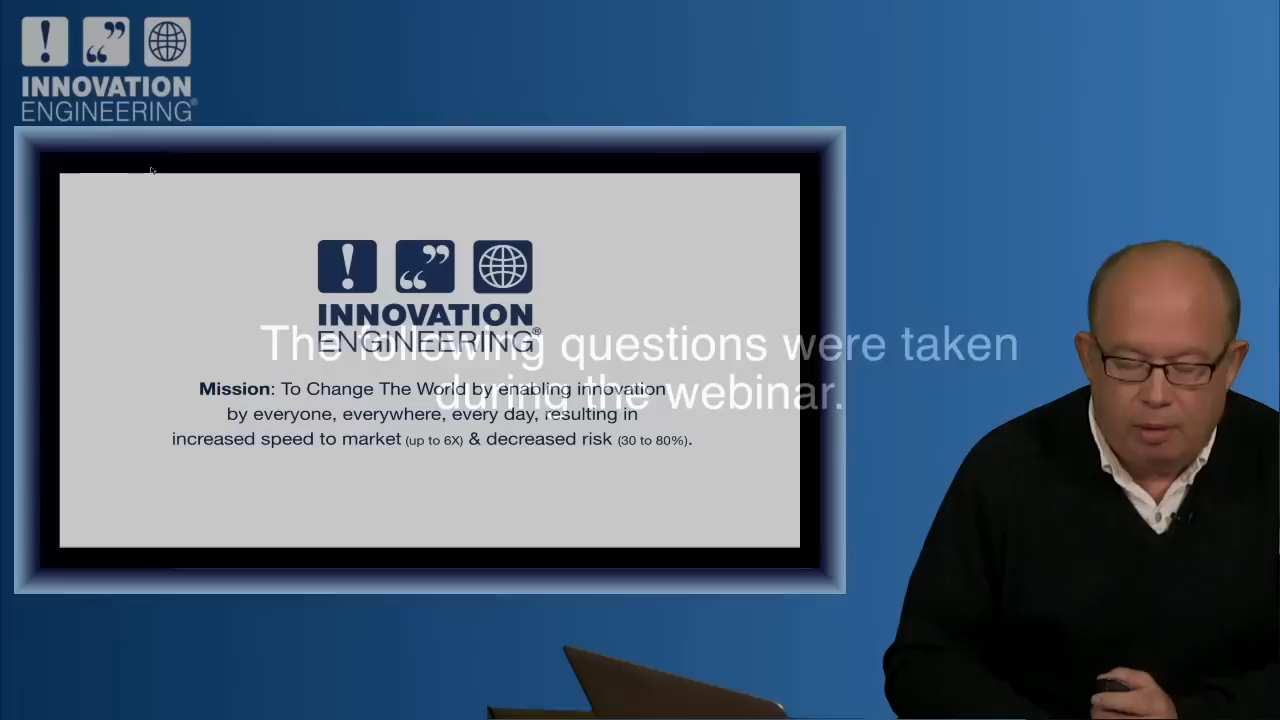 INNOVATION
ENGINEERING®
INNOVATION
ENGINEERING®
The following questions were taken
during the webinar.
Mission: To Change The World by enabling innovation
by everyone, everywhere, every day, resulting in
increased speed to market (up to 6X) & decreased risk (30 to 80%).